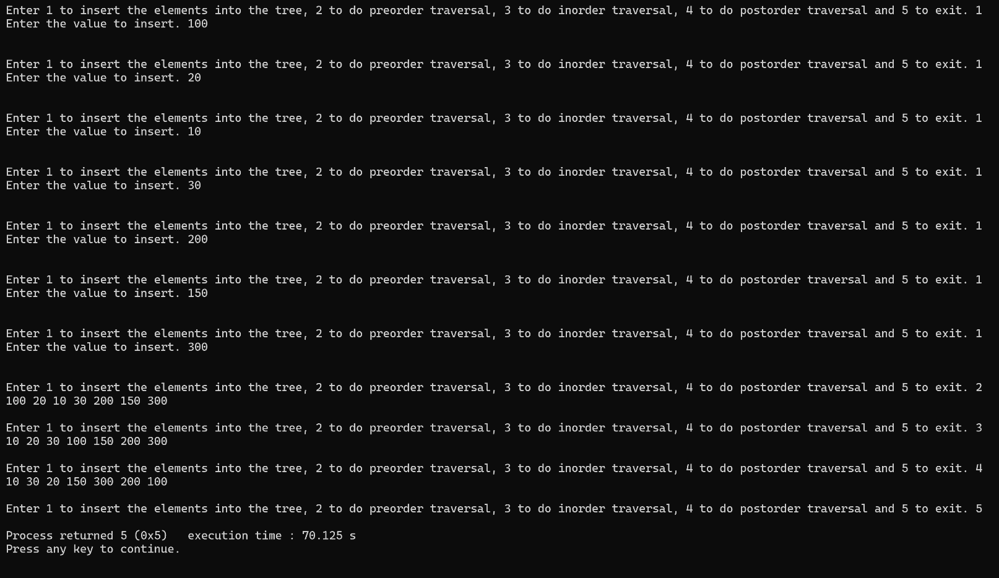 Enter 1 to insert the elements into the tree, 2 to do preorder traversal, 3 to do inorder traversal, 4 to do postorder traversal and 5 to exit. 1
Enter the value to insert. 100
Enter 1 to insert the elements into the tree, 2 to do preorder traversal, 3 to do inorder traversal, 4 to do postorder traversal and 5 to exit. 1
Enter the value to insert. 20
Enter 1 to insert the elements into the tree, 2 to do preorder traversal, 3 to do inorder traversal, 4 to do postorder traversal and 5 to exit. 1
Enter the value to insert. 10
Enter 1 to insert the elements into the tree, 2 to do preorder traversal, 3 to do inorder traversal, 4 to do postorder traversal and 5 to exit. 1
Enter the value to insert. 30
Enter 1 to insert the elements into the tree, 2 to do preorder traversal, 3 to do inorder traversal, 4 to do postorder traversal and 5 to exit. 1
Enter the value to insert. 200
Enter 1 to insert the elements into the tree, 2 to do preorder traversal, 3 to do inorder traversal, 4 to do postorder traversal and 5 to exit. 1
Enter the value to insert. 150
Enter 1 to insert the elements into the tree, 2 to do preorder traversal, 3 to do inorder traversal, 4 to do postorder traversal and 5 to exit. 1
Enter the value to insert. 300
Enter 1 to insert the elements into the tree, 2 to do preorder traversal, 3 to do inorder traversal, 4 to do postorder traversal and 5 to exit. 2
100 20 10 30 200 150 300
Enter 1 to insert the elements into the tree, 2 to do preorder traversal, 3 to do inorder traversal, 4 to do postorder traversal and 5 to exit. 3
10 20 30 100 150 200 300
Enter 1 to insert the elements into the tree, 2 to do preorder traversal, 3 to do inorder traversal, 4 to do postorder traversal and 5 to exit. 4
10 30 20 150 300 200 100
Enter 1 to insert the elements into the tree, 2 to do preorder traversal, 3 to do inorder traversal, 4 to do postorder traversal and 5 to exit. 5
Process returned 5 (0x5)   execution time : 70.125 s
Press any key to continue.